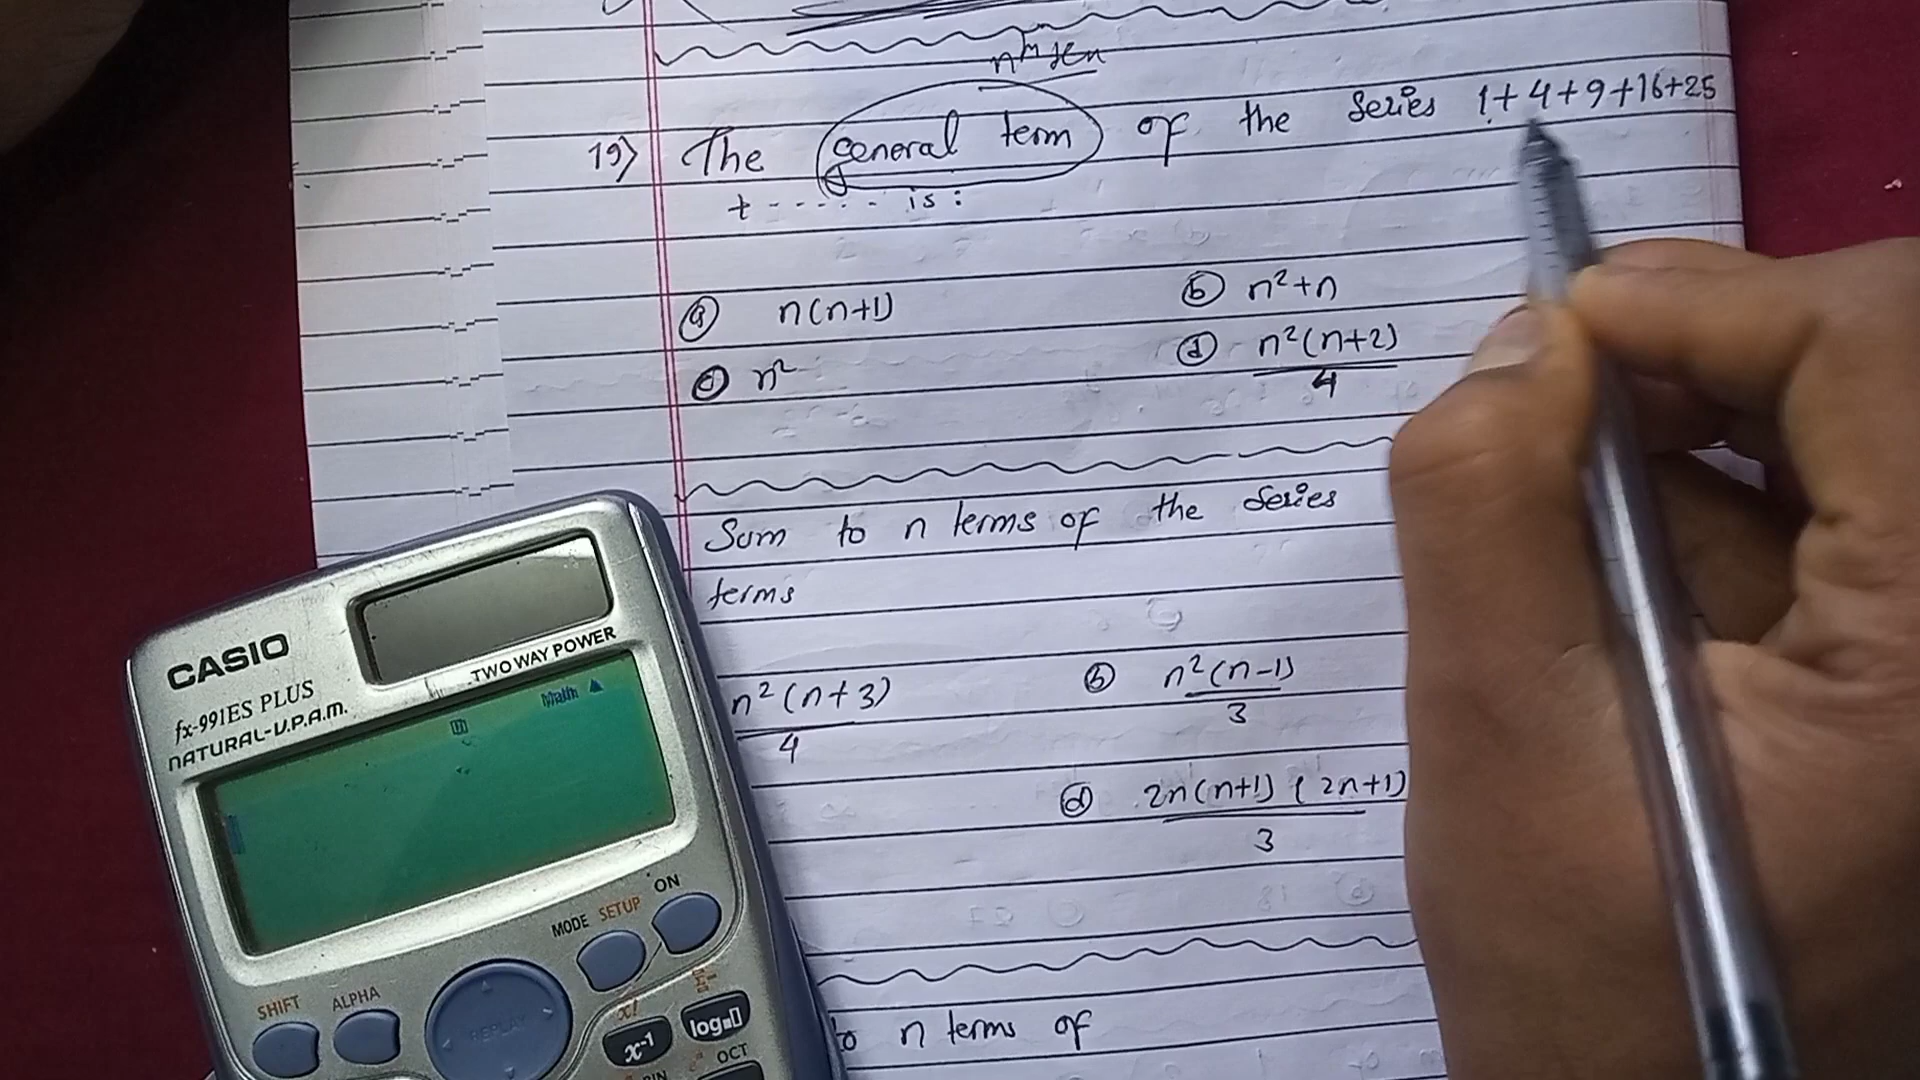 19) The general term of the series 1+4+9+16+25
+ ...... is:
ⓐ n(n+1)
ⓑ n²+n
ⓒ n²
ⓓ n²(n+2)
4
Sum to n terms of the series
terms
n²(n+3)
4
ⓑ n²(n-1)
3
ⓓ 2n(n+1)(2n+1)
3
to n terms of
CASIO
TWO WAY POWER
fx-991ES PLUS
NATURAL-V.P.A.M.
D Math ▲
SHIFT ALPHA MODE SETUP ON
REPLAY
x!
x⁻¹ log
OCT